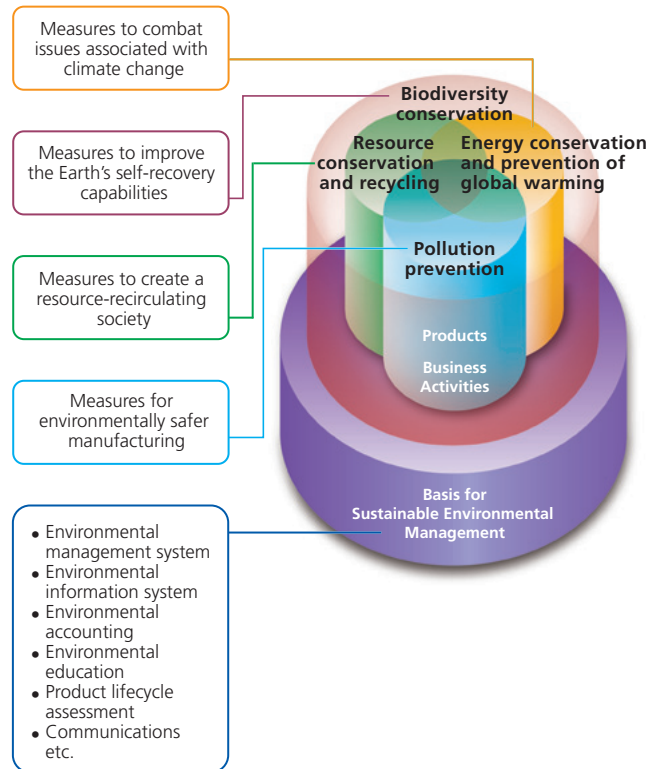 Measures to combat
issues associated with
climate change
Measures to improve
the Earth’s self-recovery
capabilities
Measures to create a
resource-recirculating
society
Measures for
environmentally safer
manufacturing
• Environmental
management system
• Environmental
information system
• Environmental
accounting
• Environmental
education
• Product lifecycle
assessment
• Communications
etc.
Biodiversity
conservation
Resource
conservation
and recycling
Energy conservation
and prevention of
global warming
Pollution
prevention
Products
Business
Activities
Basis for
Sustainable Environmental
Management